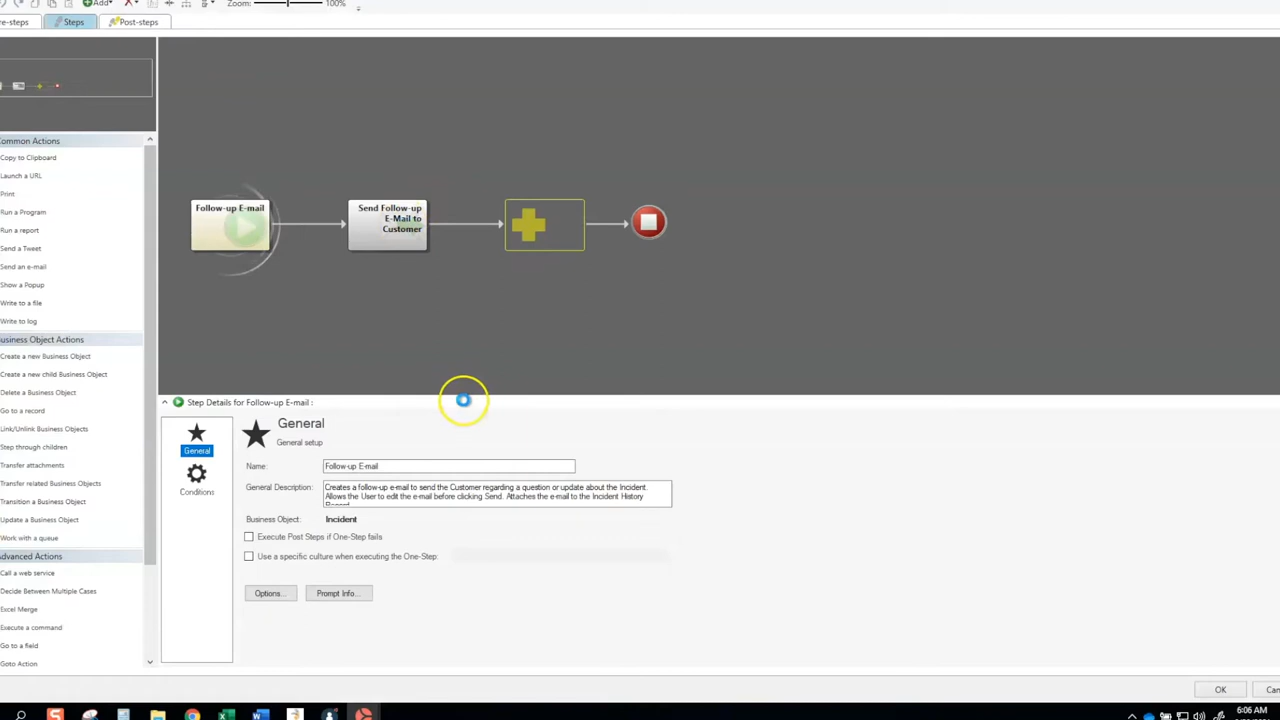 Add
Zoom:
100%
re-steps
Steps
Post-steps
Common Actions
Copy to Clipboard
Launch a URL
Print
Run a Program
Run a report
Send a Tweet
Send an e-mail
Show a Popup
Write to a file
Write to log
usiness Object Actions
Create a new Business Object
Create a new child Business Object
Delete a Business Object
Go to a record
Link/Unlink Business Objects
Step through children
Transfer attachments
Transfer related Business Objects
Transition a Business Object
Update a Business Object
Work with a queue
Advanced Actions
Call a web service
Decide Between Multiple Cases
Excel Merge
Execute a command
Go to a field
Goto Action
Follow-up E-mail
Send Follow-up
E-Mail to
Customer
Step Details for Follow-up E-mail :
General
Conditions
General
General setup
Name:
Follow-up E-mail
General Description:
Creates a follow-up e-mail to send the Customer regarding a question or update about the Incident.
Allows the User to edit the e-mail before clicking Send. Attaches the e-mail to the Incident History
Record.
Business Object:
Incident
Execute Post Steps if One-Step fails
Use a specific culture when executing the One-Step:
Options...
Prompt Info...
OK
Can
6:06 AM